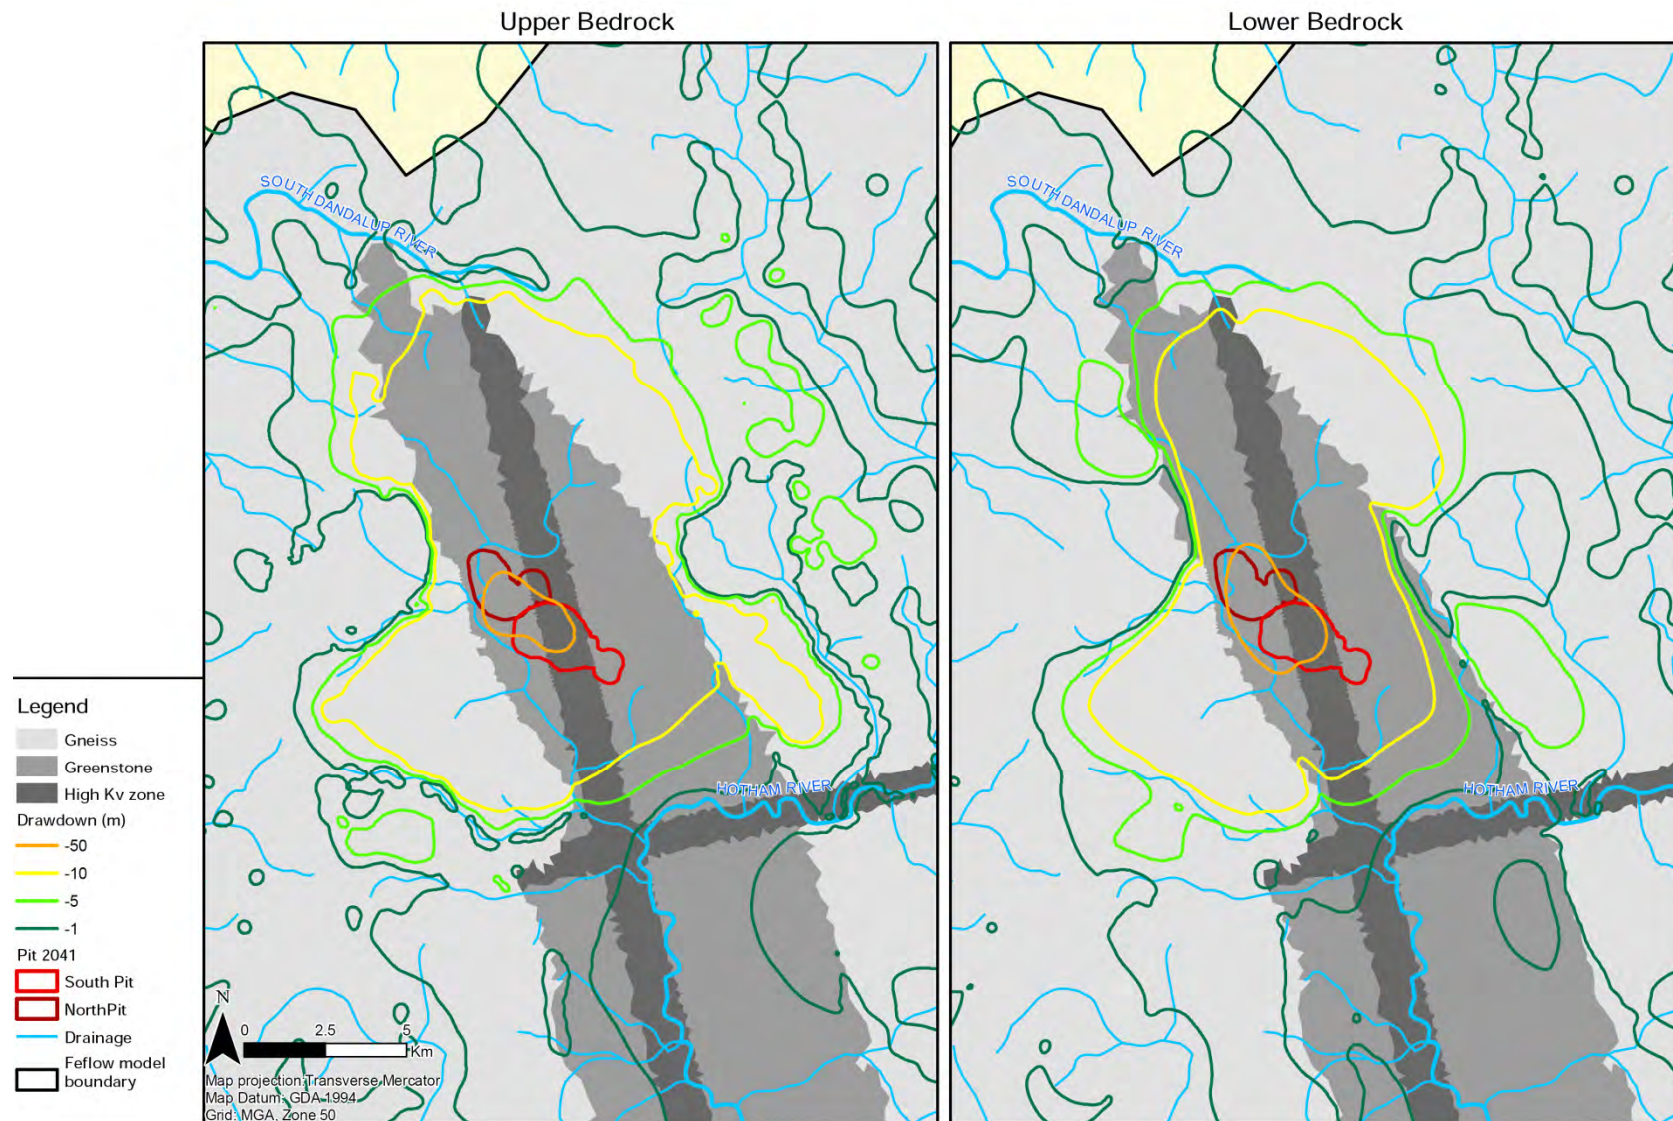 Upper Bedrock
Lower Bedrock
SOUTH DANDALUP RIVER
SOUTH DANDALUP RIVER
HOTHAM RIVER
HOTHAM RIVER
Legend
Gneiss
Greenstone
High Kv zone
Drawdown (m)
-50
-10
-5
-1
Pit 2041
South Pit
NorthPit
Drainage
Feflow model
boundary
N
0 2.5 5
Km
Map projection:Transverse Mercator
Map Datum: GDA 1994
Grid: MGA, Zone 50